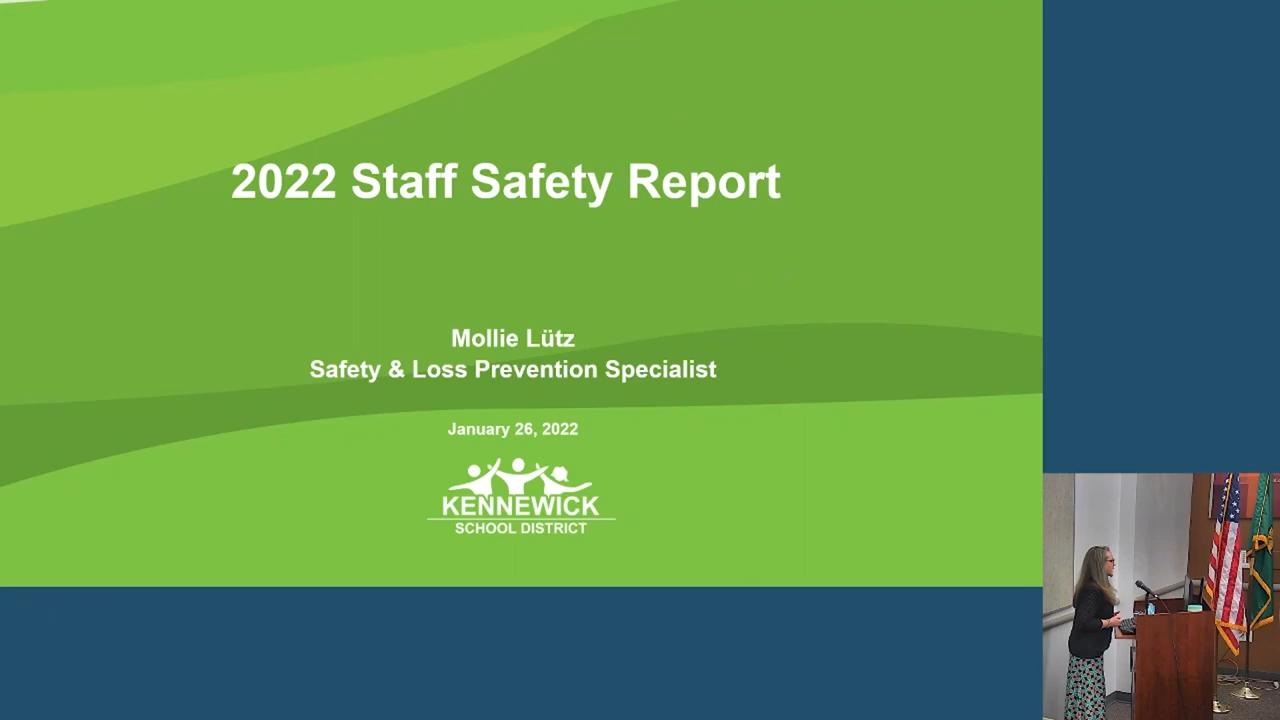 2022 Staff Safety Report
Mollie Lütz
Safety & Loss Prevention Specialist
January 26, 2022
KENNEWICK
SCHOOL DISTRICT